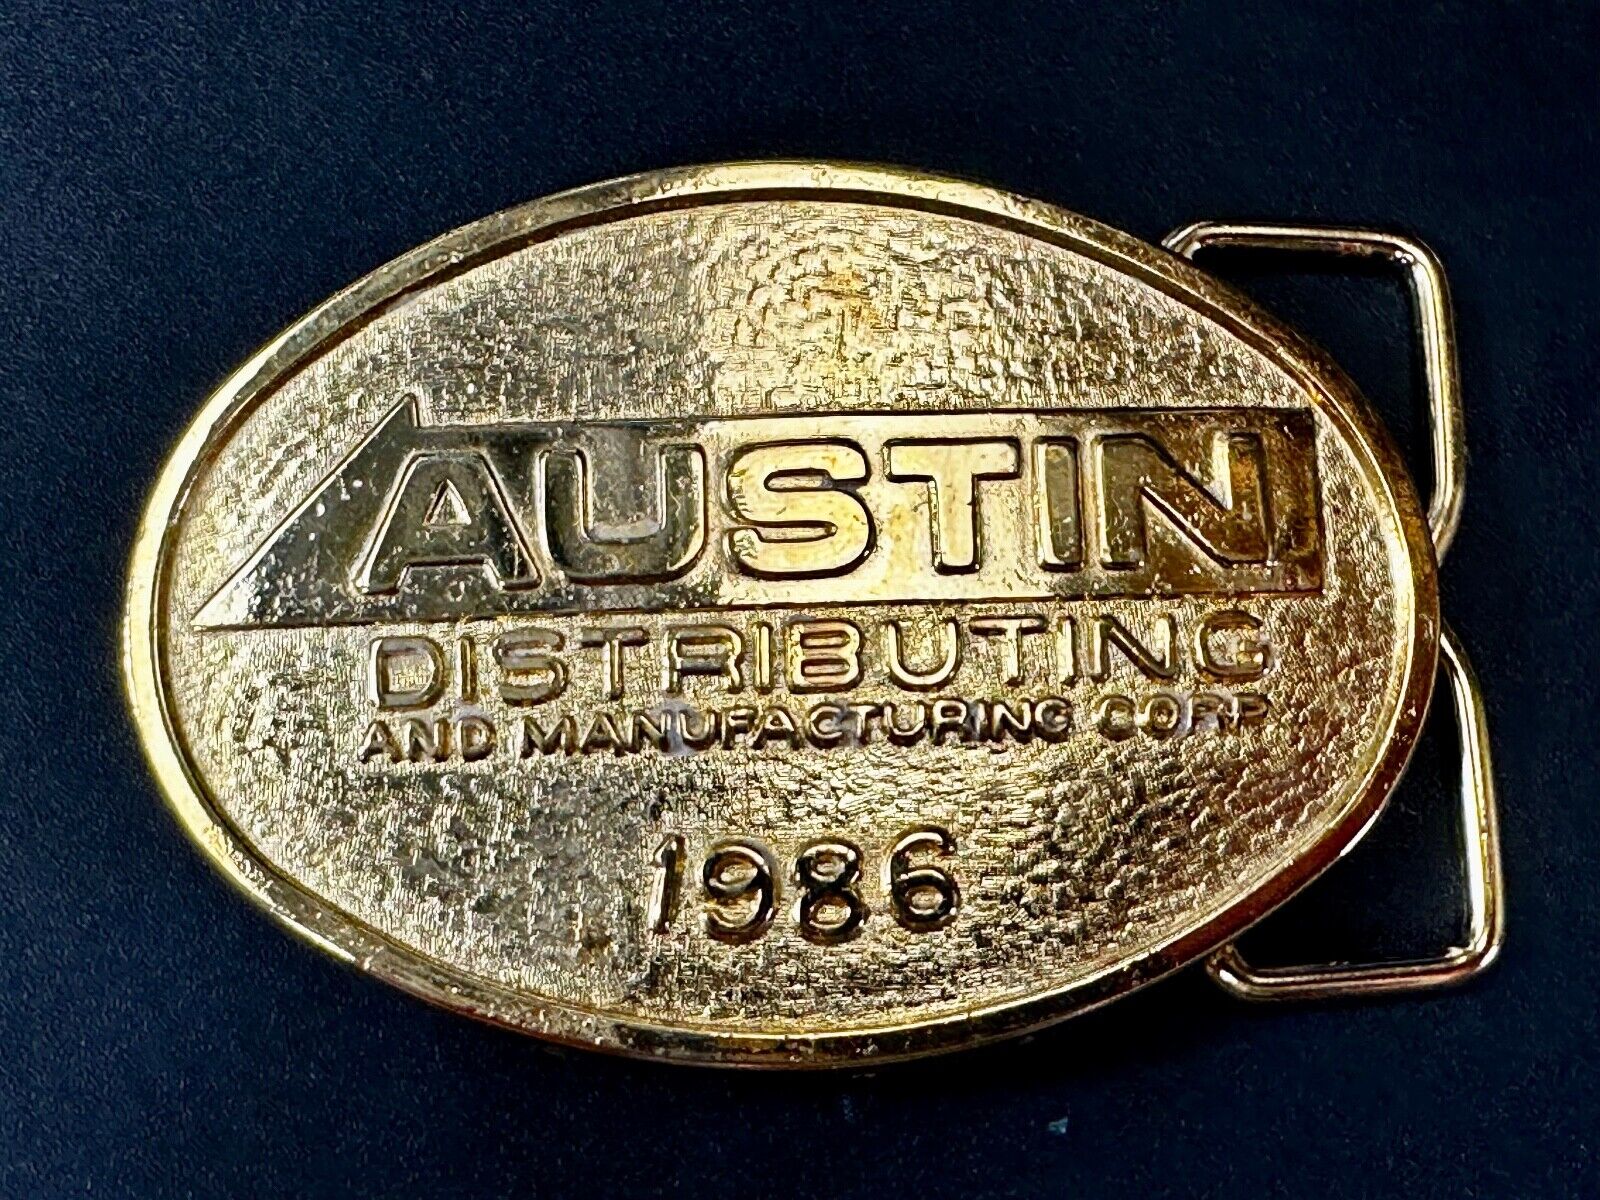 AUSTIN
DISTRIBUTING
AND MANUFACTURING CORP
1986